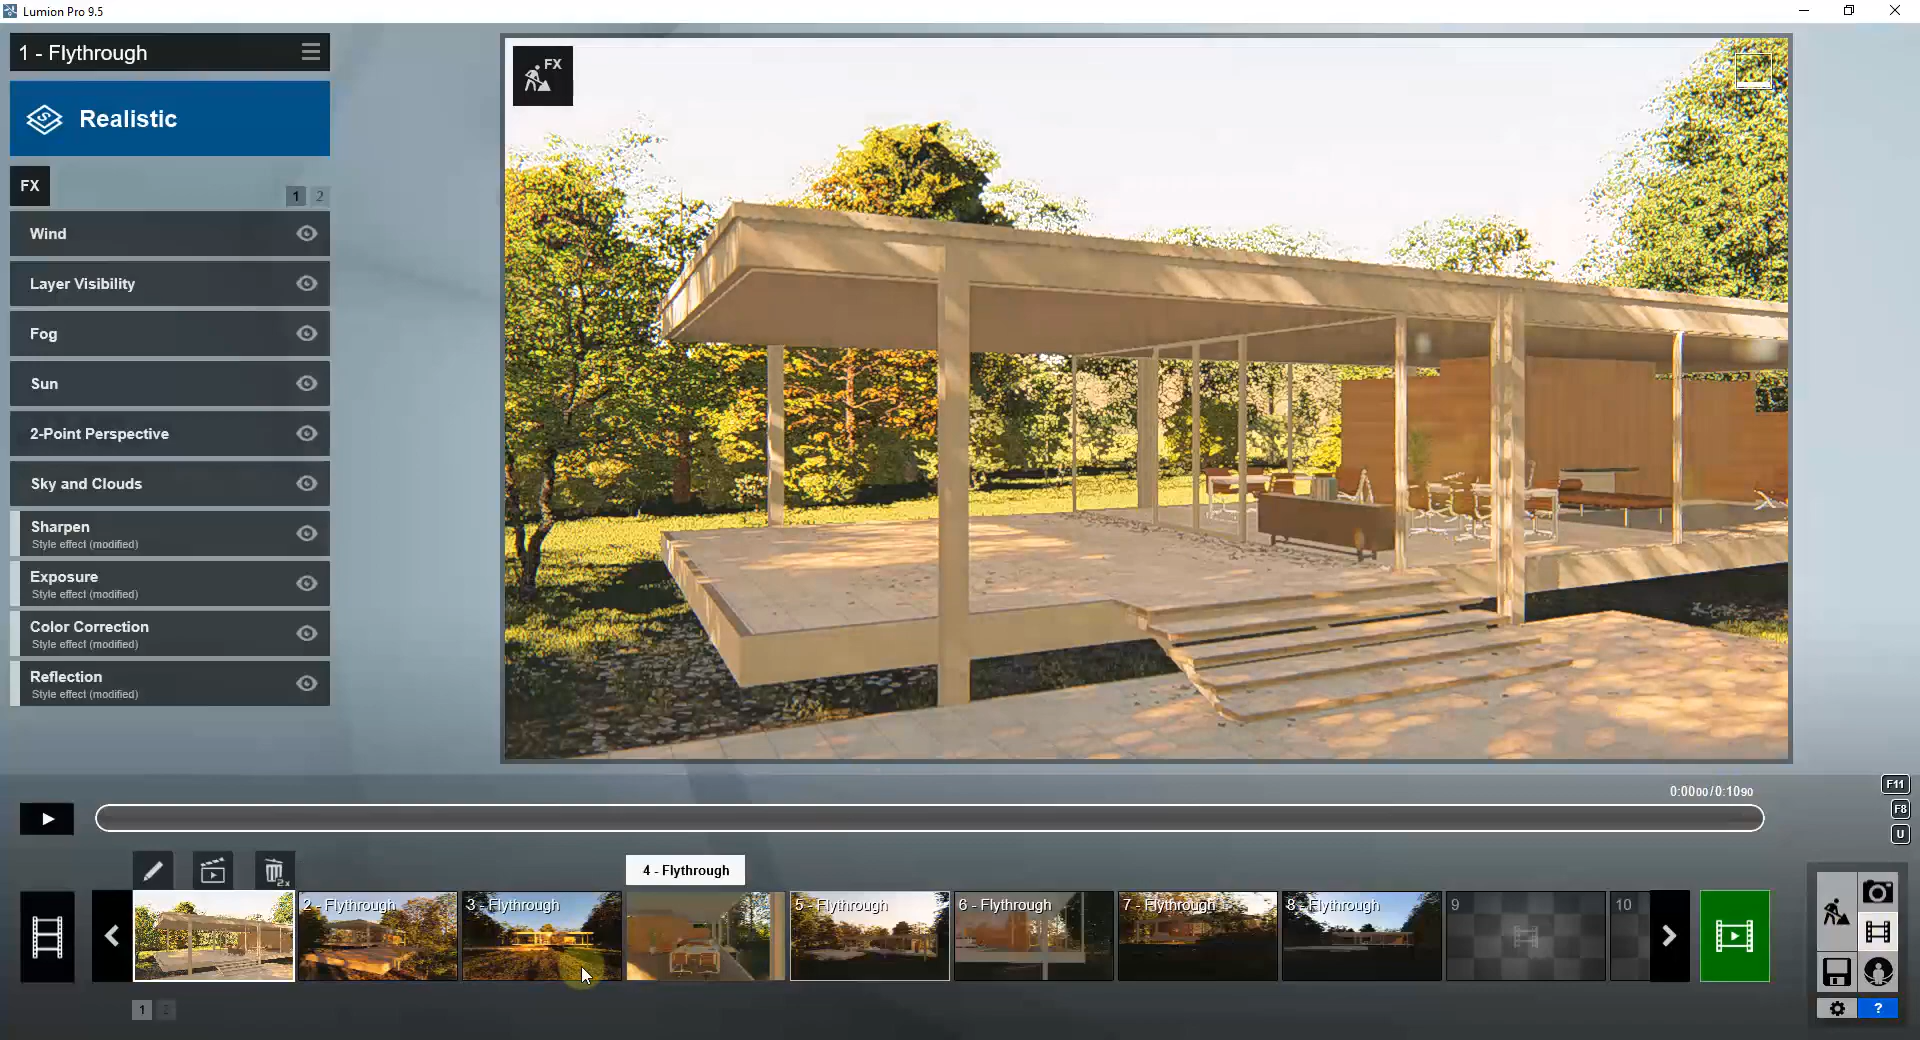 Lumion Pro 9.5
1 - Flythrough
Realistic
FX
1 2
Wind
Layer Visibility
Fog
Sun
2-Point Perspective
Sky and Clouds
Sharpen
Style effect (modified)
Exposure
Style effect (modified)
Color Correction
Style effect (modified)
Reflection
Style effect (modified)
FX
0:0000/0:1090
F11
F8
U
2x
4 - Flythrough
2 - Flythrough
3 - Flythrough
5 - Flythrough
6 - Flythrough
7 - Flythrough
8 - Flythrough
9
10
1 2
?